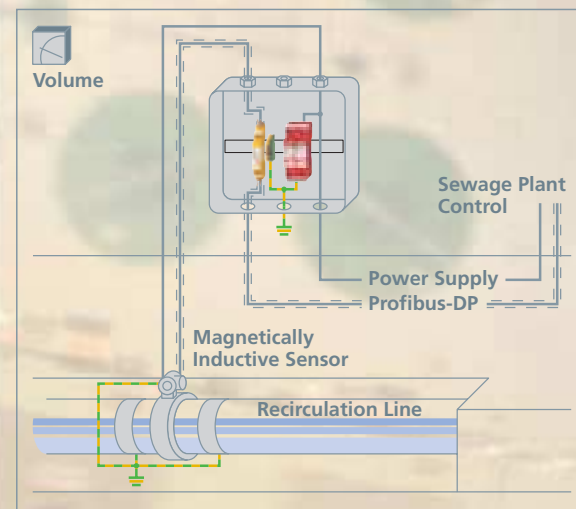 Volume
Sewage Plant
Control
Power Supply
Profibus-DP
Magnetically
Inductive Sensor
Recirculation Line